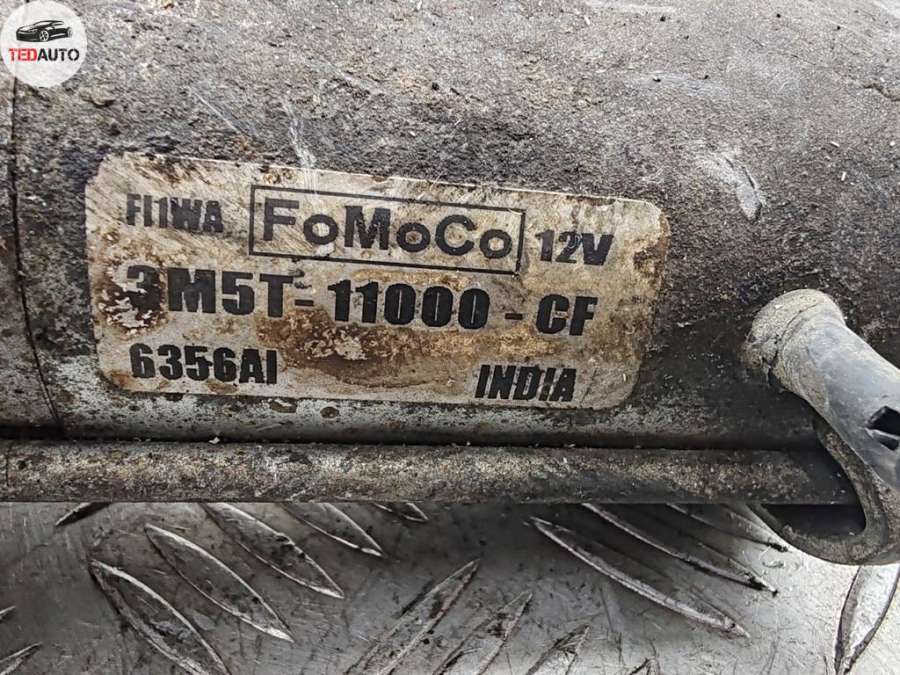 TEDAUTO
FI1WA FoMoCo 12V
3M5T-11000-CF
6356AI INDIA